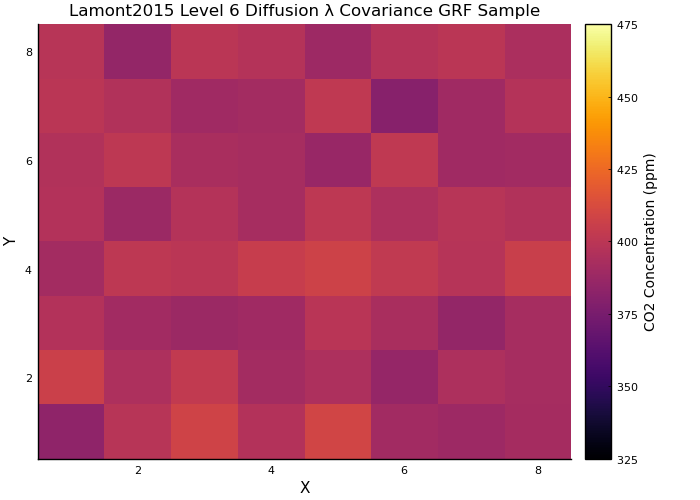 Lamont2015 Level 6 Diffusion λ Covariance GRF Sample
8
6
4
2
Y
2 4 6 8
X
475
450
425
400
375
350
325
CO2 Concentration (ppm)